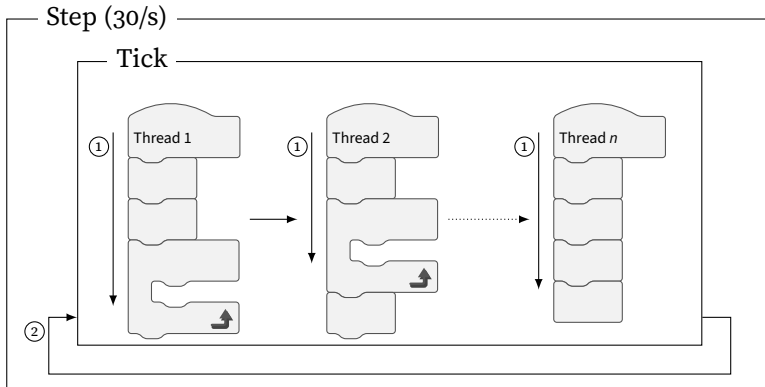 Step (30/s)
Tick
Thread 1
Thread 2
Thread n
①
①
①
②